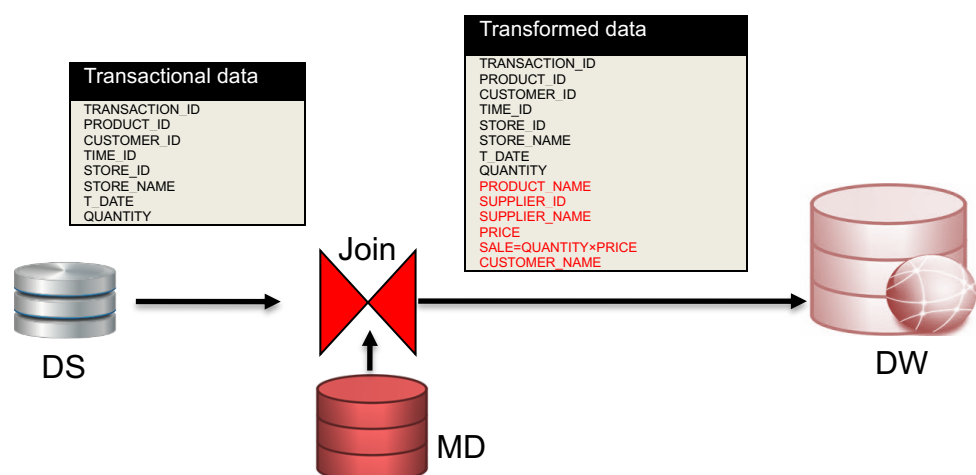 Transactional data
TRANSACTION_ID
PRODUCT_ID
CUSTOMER_ID
TIME_ID
STORE_ID
STORE_NAME
T_DATE
QUANTITY
Transformed data
TRANSACTION_ID
PRODUCT_ID
CUSTOMER_ID
TIME_ID
STORE_ID
STORE_NAME
T_DATE
QUANTITY
PRODUCT_NAME
SUPPLIER_ID
SUPPLIER_NAME
PRICE
SALE=QUANTITY×PRICE
CUSTOMER_NAME
Join
DS
DW
MD